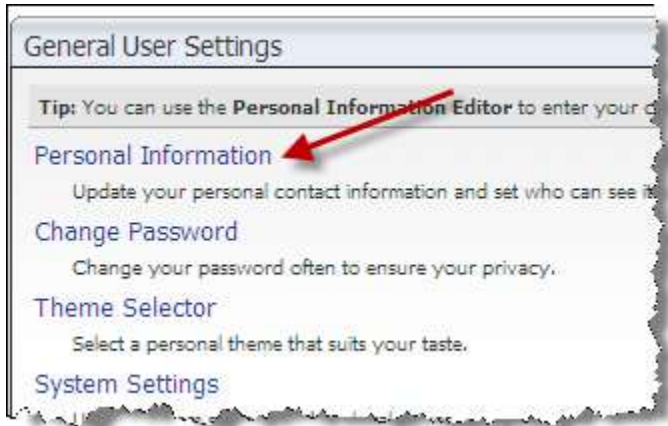 General User Settings
Tip: You can use the Personal Information Editor to enter your
Personal Information
Update your personal contact information and set who can see
Change Password
Change your password often to ensure your privacy.
Theme Selector
Select a personal theme that suits your taste.
System Settings